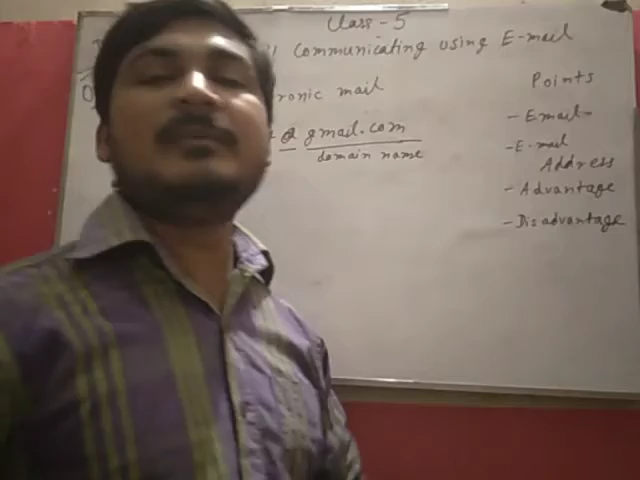 Class - 5
Communicating using E-mail
Points
ronic mail
- Email -
@ gmail.com
- E-mail
domain name
Address
- Advantage
- Disadvantage